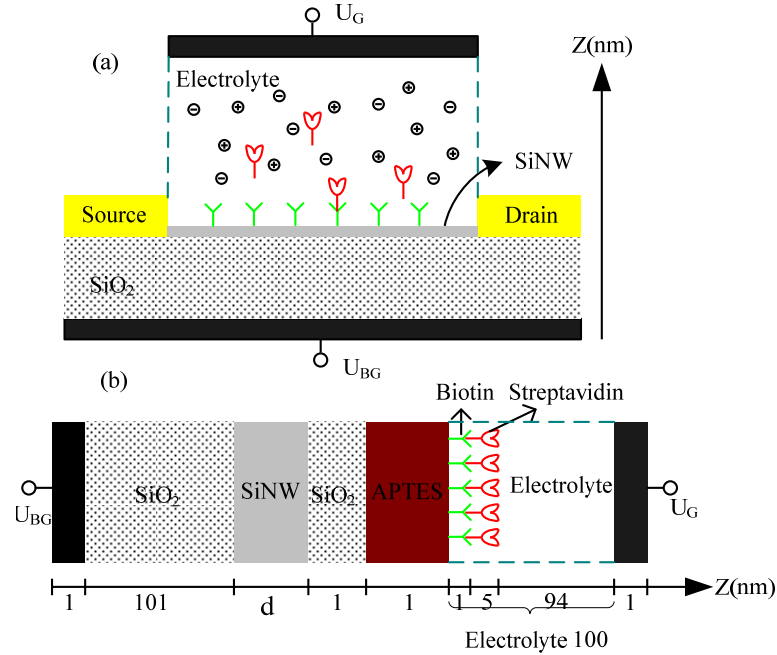 U_G
(a)
Z(nm)
Electrolyte
SiNW
Source
Drain
SiO₂
U_BG
(b)
Biotin
Streptavidin
SiO₂
SiNW
SiO₂
APTES
Electrolyte
U_BG
U_G
Z(nm)
1
101
d
1
1
1
5
94
1
Electrolyte 100